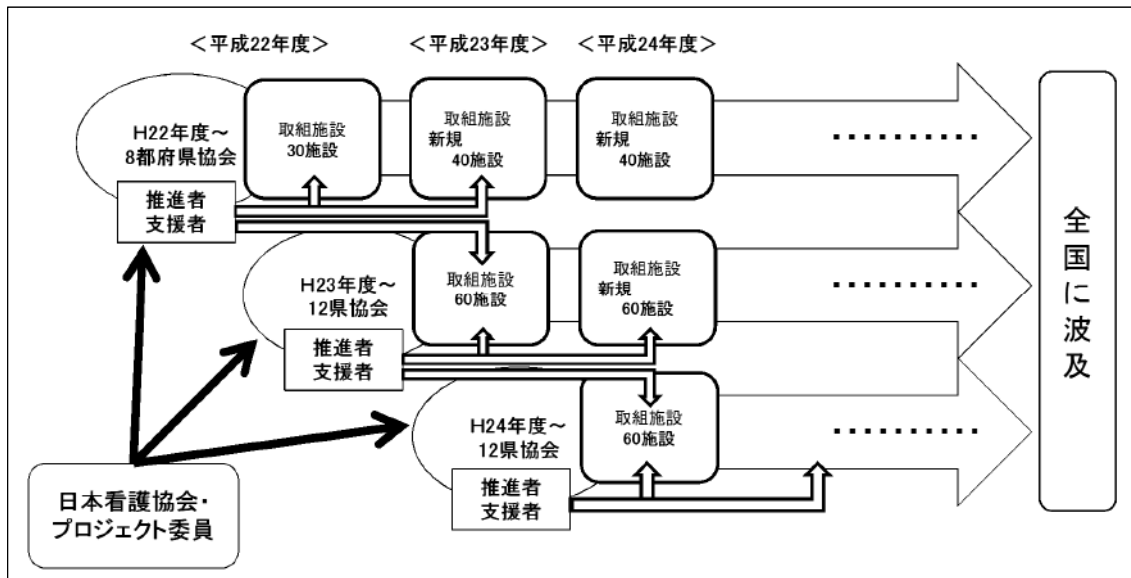 <平成22年度>
<平成23年度>
<平成24年度>
H22年度～
8都府県協会
推進者
支援者
取組施設
30施設
取組施設
新規
40施設
取組施設
新規
40施設
‥‥‥‥‥
H23年度～
12県協会
推進者
支援者
取組施設
60施設
取組施設
新規
60施設
‥‥‥‥‥
H24年度～
12県協会
推進者
支援者
取組施設
60施設
‥‥‥‥‥
日本看護協会・
プロジェクト委員
全国に波及